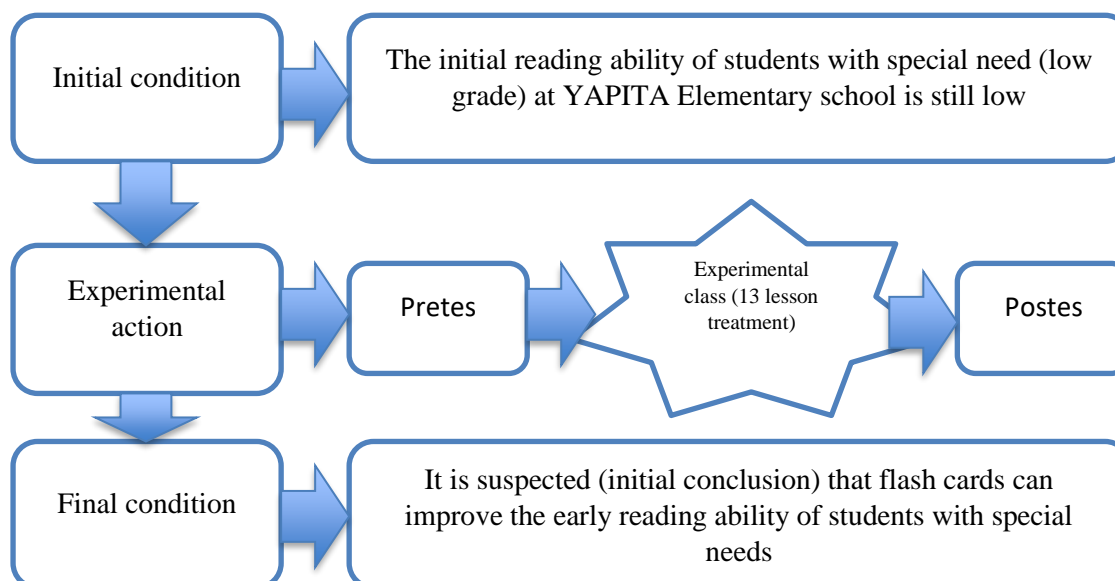 Initial condition
The initial reading ability of students with special need (low
grade) at YAPITA Elementary school is still low
Experimental
action
Pretes
Experimental
class (13 lesson
treatment)
Postes
Final condition
It is suspected (initial conclusion) that flash cards can
improve the early reading ability of students with special
needs